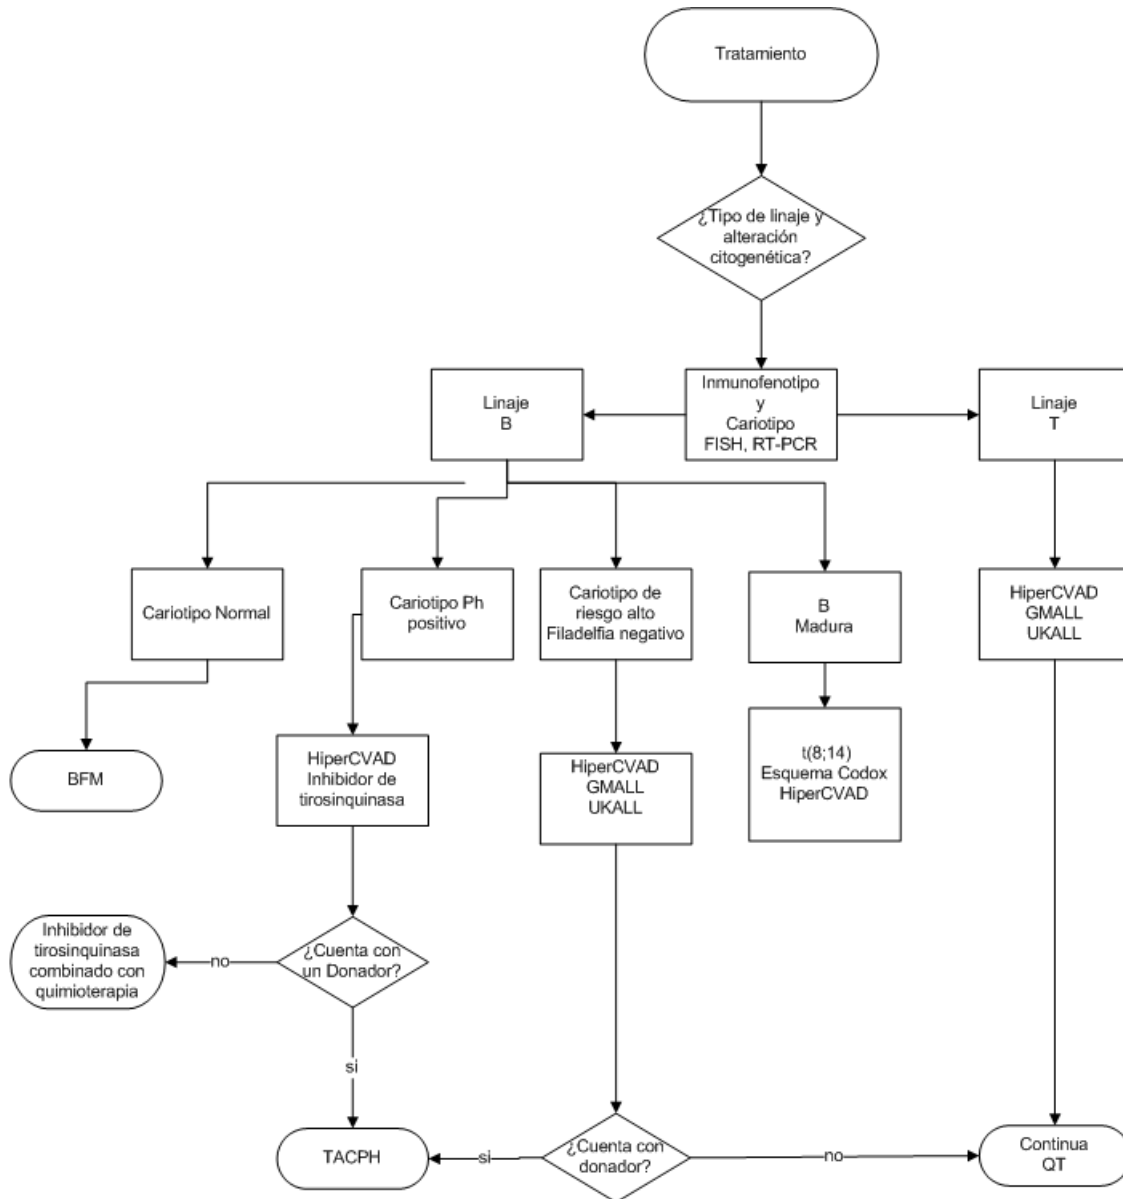 Tratamiento
¿Tipo de linaje y
alteración
citogenética?
Linaje
B
Inmunofenotipo
y
Cariotipo
FISH, RT-PCR
Linaje
T
Cariotipo Normal
Cariotipo Ph
positivo
Cariotipo de
riesgo alto
Filadelfia negativo
B
Madura
HiperCVAD
GMALL
UKALL
BFM
HiperCVAD
Inhibidor de
tirosinquinasa
HiperCVAD
GMALL
UKALL
t(8;14)
Esquema Codox
HiperCVAD
Inhibidor de
tirosinquinasa
combinado con
quimioterapia
no
¿Cuenta con
un Donador?
si
TACPH
si
¿Cuenta con
donador?
no
Continua
QT